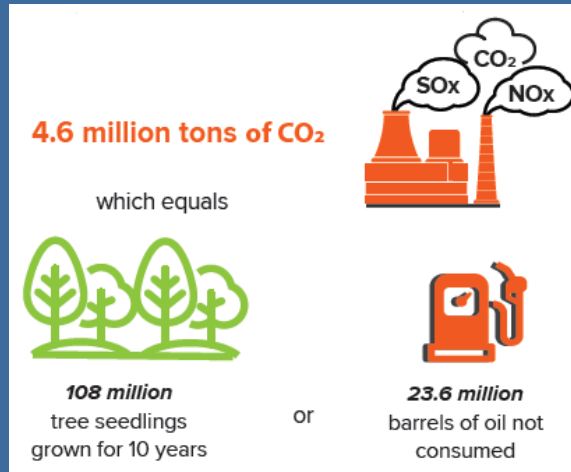 CO₂
SOx
NOx
4.6 million tons of CO₂
which equals
108 million
tree seedlings
grown for 10 years
or
23.6 million
barrels of oil not
consumed